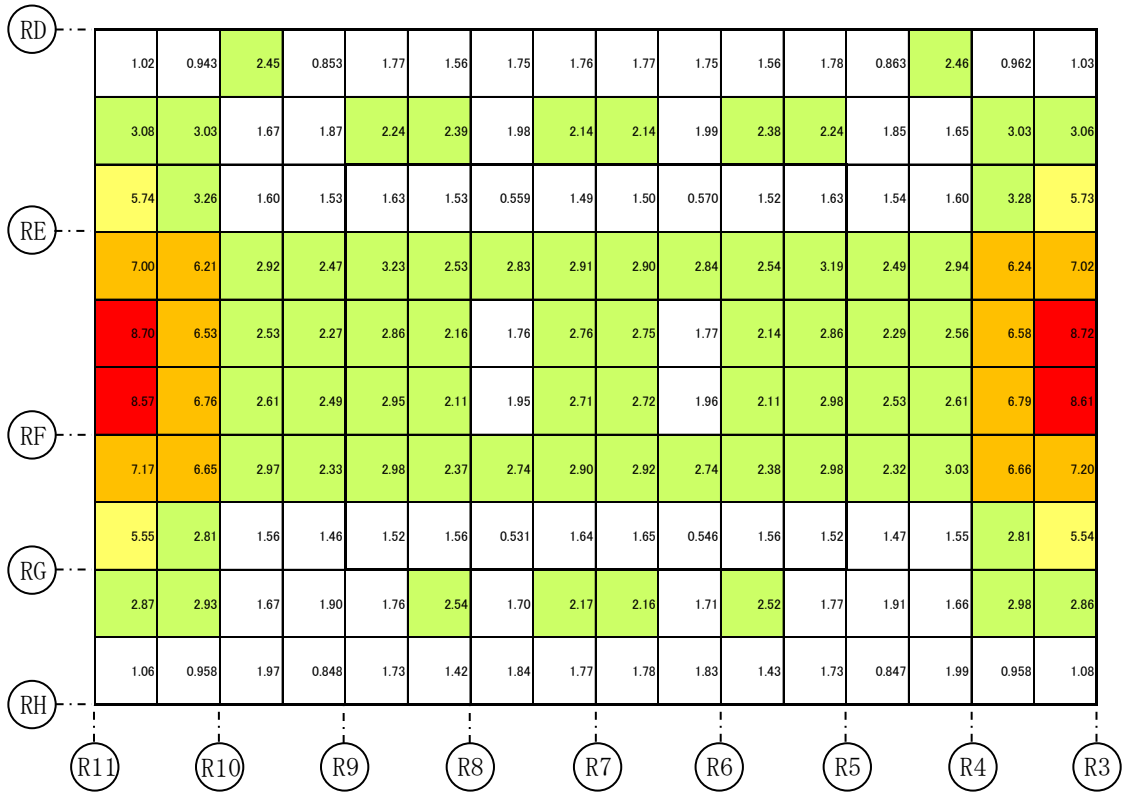 RD
1.02 0.943 2.45 0.853 1.77 1.56 1.75 1.76 1.77 1.75 1.56 1.78 0.863 2.46 0.962 1.03
3.08 3.03 1.67 1.87 2.24 2.39 1.98 2.14 2.14 1.99 2.38 2.24 1.85 1.65 3.03 3.06
5.74 3.26 1.60 1.53 1.63 1.53 0.559 1.49 1.50 0.570 1.52 1.63 1.54 1.60 3.28 5.73
RE
7.00 6.21 2.92 2.47 3.23 2.53 2.83 2.91 2.90 2.84 2.54 3.19 2.49 2.94 6.24 7.02
8.70 6.53 2.53 2.27 2.86 2.16 1.76 2.76 2.75 1.77 2.14 2.86 2.29 2.56 6.58 8.72
8.57 6.76 2.61 2.49 2.95 2.11 1.95 2.71 2.72 1.96 2.11 2.98 2.53 2.61 6.79 8.61
RF
7.17 6.65 2.97 2.33 2.98 2.37 2.74 2.90 2.92 2.74 2.38 2.98 2.32 3.03 6.66 7.20
5.55 2.81 1.56 1.46 1.52 1.56 0.531 1.64 1.65 0.546 1.56 1.52 1.47 1.55 2.81 5.54
RG
2.87 2.93 1.67 1.90 1.76 2.54 1.70 2.17 2.16 1.71 2.52 1.77 1.91 1.66 2.98 2.86
1.06 0.958 1.97 0.848 1.73 1.42 1.84 1.77 1.78 1.83 1.43 1.73 0.847 1.99 0.958 1.08
RH
R11 R10 R9 R8 R7 R6 R5 R4 R3